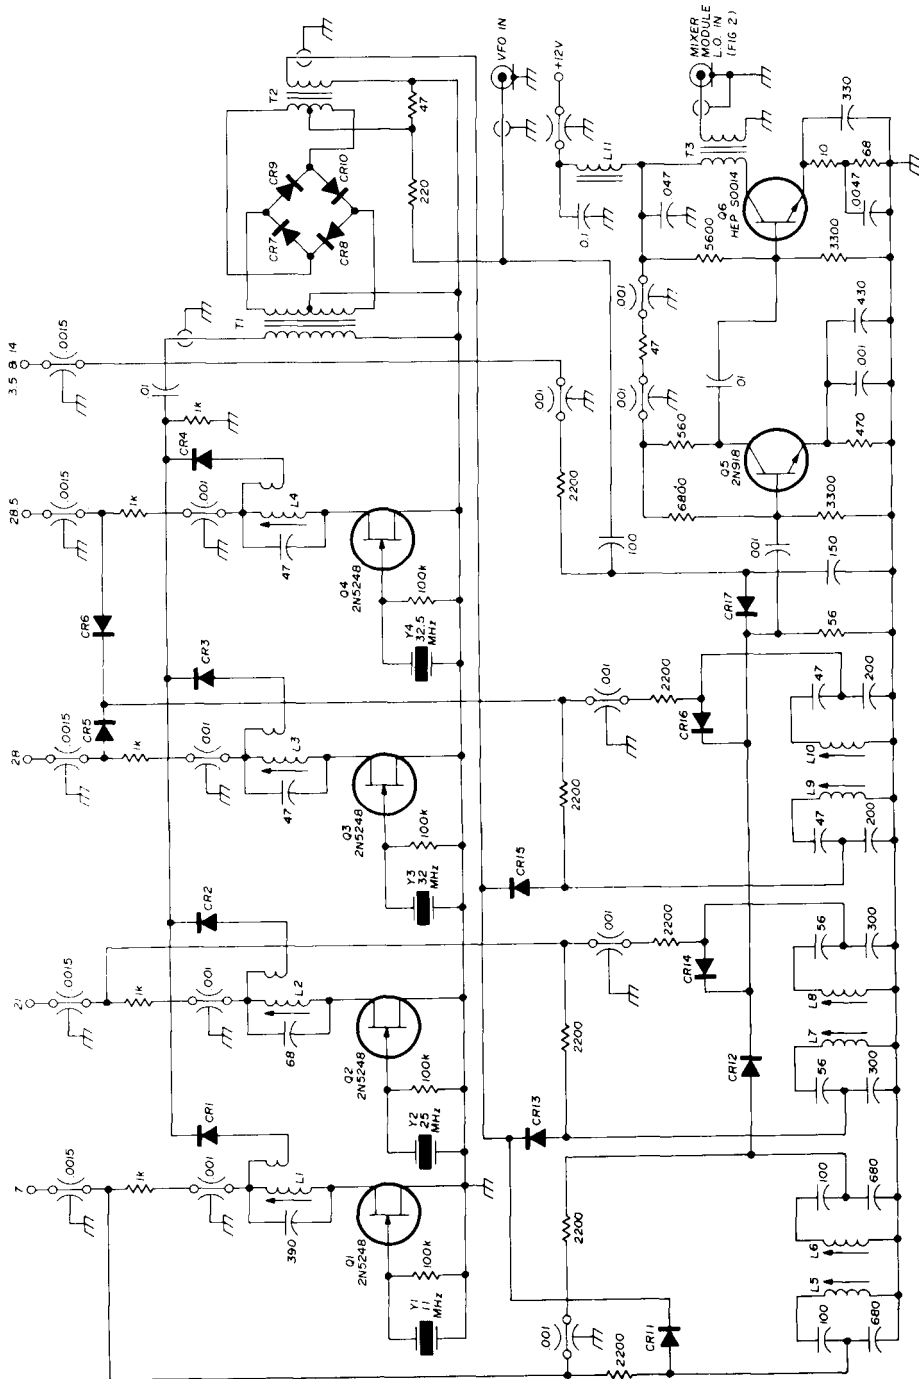 7
.0015
21
.0015
28
.0015
28.5
.0015
3.5 & 14
.0015
1k
1k
CR5
1k
CR6
1k
CR1
CR2
CR3
CR4
.01
1k
.001
.001
.001
.001
390
L1
68
L2
47
L3
47
L4
T1
CR7
CR8
CR9
CR10
T2
47
220
Q1
2N5248
Q2
2N5248
Q3
2N5248
Q4
2N5248
100k
100k
100k
100k
Y1
11
MHz
Y2
25
MHz
Y3
32
MHz
Y4
32.5
MHz
VFO IN
+12V
0.1
L11
.047
MIXER
MODULE
L.O. IN
(FIG 2)
T3
.001
47
.001
.001
2200
560
6800
5600
.01
Q5
2N918
Q6
HEP S0014
10
330
68
.0047
3300
.001
430
470
3300
100
.001
150
CR17
56
CR15
2200
.001
2200
CR16
CR13
2200
.001
2200
CR14
CR12
2200
.001
2200
CR11
100
680
L5
L6
100
680
56
300
L7
L8
56
300
47
200
L9
L10
47
200